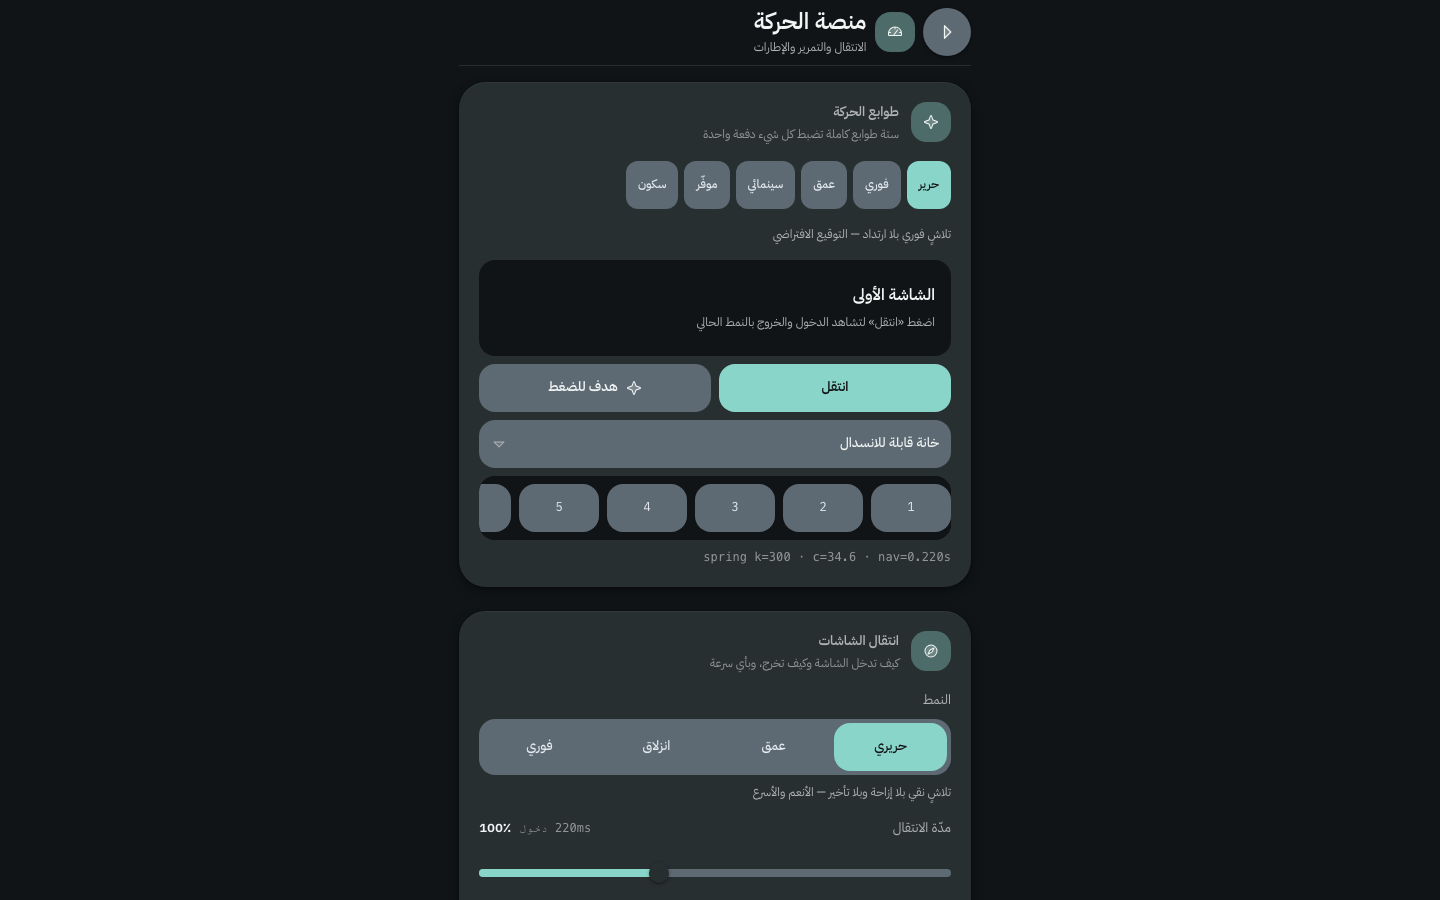 منصة الحركة
الانتقال والتمرير والإطارات
طوابع الحركة
ستة طوابع كاملة تضبط كل شيء دفعة واحدة
حرير
فوري
عمق
سينمائي
موفّر
سكون
تلاشٍ فوري بلا ارتداد — التوقيع الافتراضي
الشاشة الأولى
اضغط «انتقل» لتشاهد الدخول والخروج بالنمط الحالي
انتقل
هدف للضغط
خانة قابلة للانسدال
1
2
3
4
5
spring k=300 · c=34.6 · nav=0.220s
انتقال الشاشات
كيف تدخل الشاشة وكيف تخرج، وبأي سرعة
النمط
حريري
عمق
انزلاق
فوري
تلاشٍ نقي بلا إزاحة وبلا تأخير — الأنعم والأسرع
مدّة الانتقال
220ms دخول 100٪